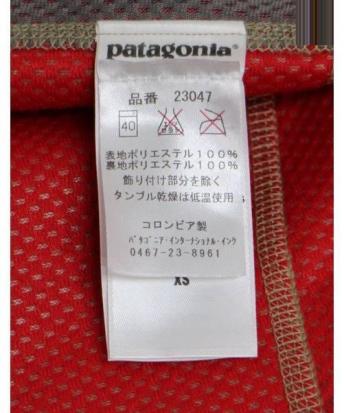 patagonia®
品番 23047
40
表地ポリエステル100%
裏地ポリエステル100%
飾り付け部分を除く
タンブル乾燥は低温使用
コロンビア製
パタゴニア・インターナショナル・インク
0467-23-8961
XS